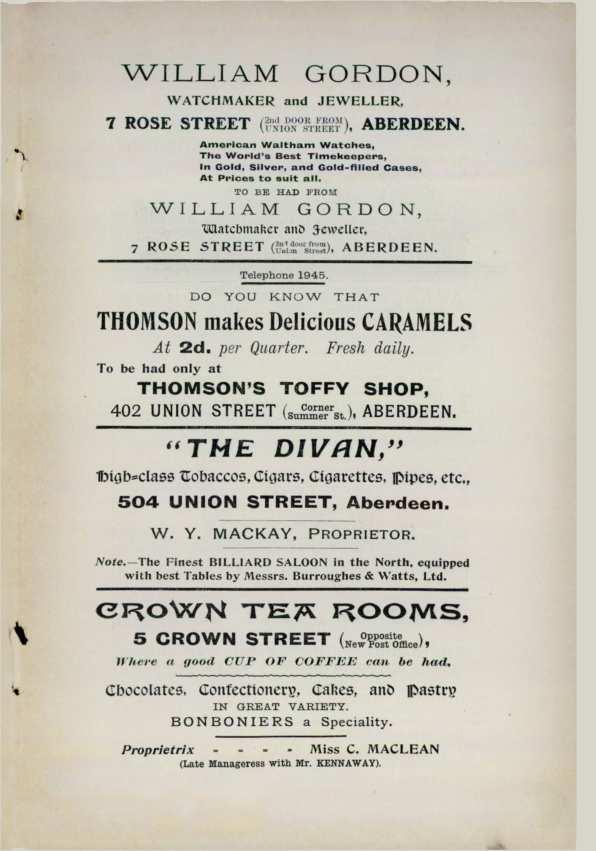 WILLIAM GORDON,
WATCHMAKER and JEWELLER,
7 ROSE STREET (2nd DOOR FROM UNION STREET), ABERDEEN.
American Waltham Watches,
The World's Best Timekeepers,
In Gold, Silver, and Gold-filled Cases,
At Prices to suit all.
TO BE HAD FROM
WILLIAM GORDON,
Watchmaker and Jeweller,
7 ROSE STREET (2nd door from Union Street), ABERDEEN.
Telephone 1945.
DO YOU KNOW THAT
THOMSON makes Delicious CARAMELS
At 2d. per Quarter. Fresh daily.
To be had only at
THOMSON'S TOFFY SHOP,
402 UNION STREET (Corner Summer St.), ABERDEEN.
"THE DIVAN,"
High=class Tobaccos, Cigars, Cigarettes, Pipes, etc.,
504 UNION STREET, Aberdeen.
W. Y. MACKAY, PROPRIETOR.
Note.—The Finest BILLIARD SALOON in the North, equipped
with best Tables by Messrs. Burroughes & Watts, Ltd.
CROWN TEA ROOMS,
5 CROWN STREET (Opposite New Post Office),
Where a good CUP OF COFFEE can be had.
Chocolates, Confectionery, Cakes, and Pastry
IN GREAT VARIETY.
BONBONIERS a Speciality.
Proprietrix - - - - Miss C. MACLEAN
(Late Manageress with Mr. KENNAWAY).